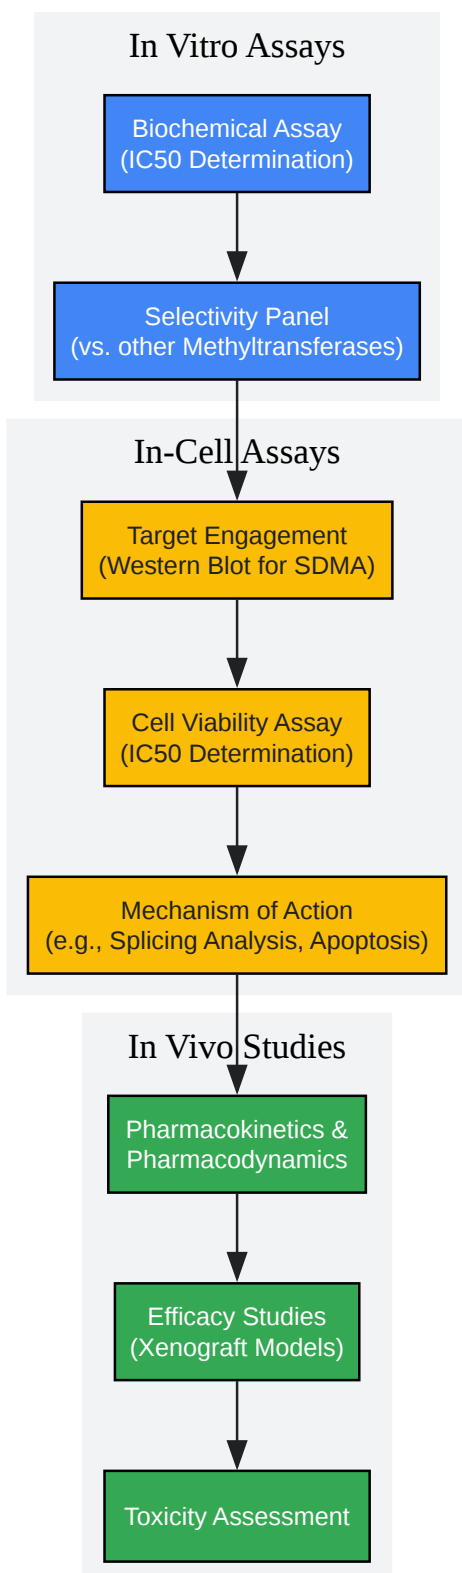 In Vitro Assays
Biochemical Assay
(IC50 Determination)
Selectivity Panel
(vs. other Methyltransferases)
In-Cell Assays
Target Engagement
(Western Blot for SDMA)
Cell Viability Assay
(IC50 Determination)
Mechanism of Action
(e.g., Splicing Analysis, Apoptosis)
In Vivo Studies
Pharmacokinetics &
Pharmacodynamics
Efficacy Studies
(Xenograft Models)
Toxicity Assessment